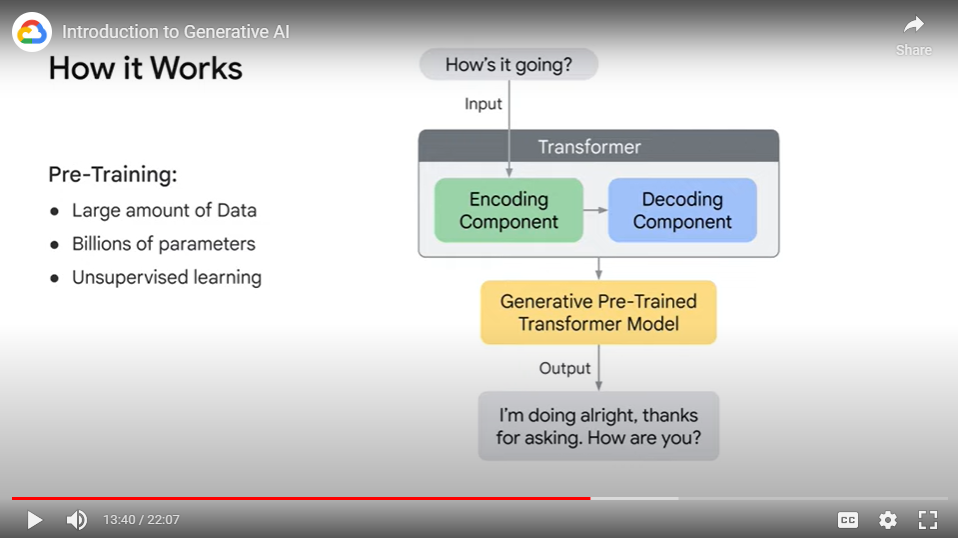 Introduction to Generative AI
Share
How it Works
How's it going?
Input
Transformer
Encoding
Component
Decoding
Component
Pre-Training:
● Large amount of Data
● Billions of parameters
● Unsupervised learning
Generative Pre-Trained
Transformer Model
Output
I'm doing alright, thanks
for asking. How are you?
13:40 / 22:07
CC